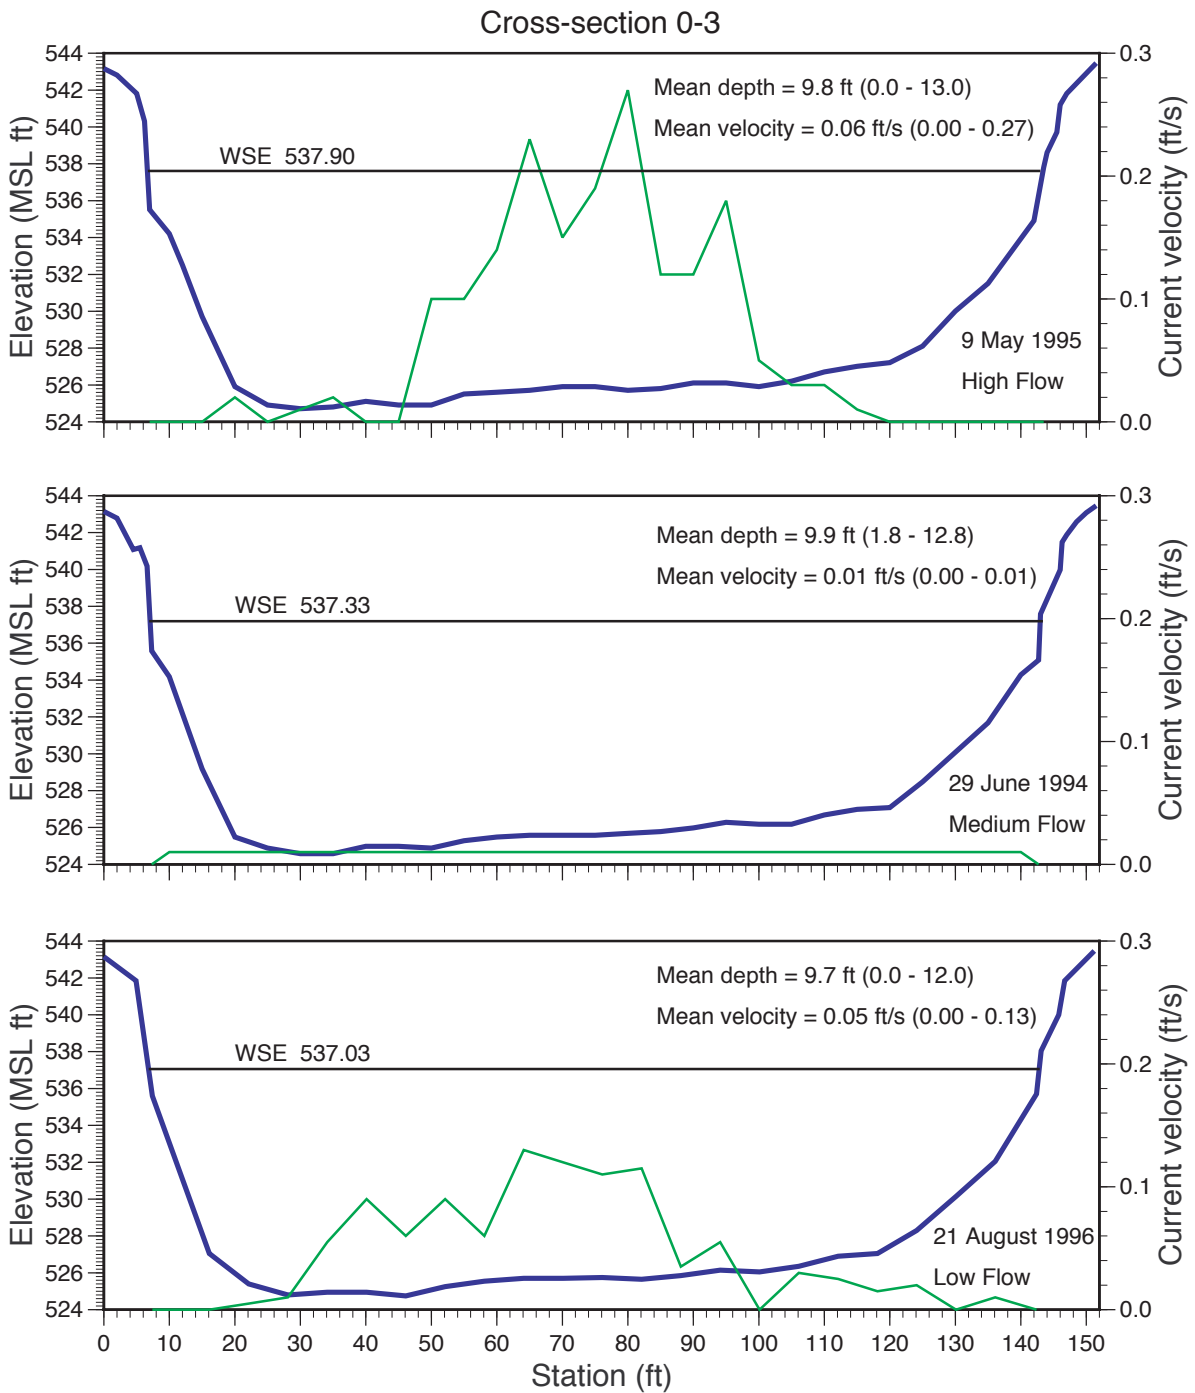 Cross-section 0-3
544
542
540
538
536
534
532
530
528
526
524
Elevation (MSL ft)
0.3
0.2
0.1
0.0
Current velocity (ft/s)
Mean depth = 9.8 ft (0.0 - 13.0)
Mean velocity = 0.06 ft/s (0.00 - 0.27)
WSE 537.90
9 May 1995
High Flow
544
542
540
538
536
534
532
530
528
526
524
Elevation (MSL ft)
0.3
0.2
0.1
0.0
Current velocity (ft/s)
Mean depth = 9.9 ft (1.8 - 12.8)
Mean velocity = 0.01 ft/s (0.00 - 0.01)
WSE 537.33
29 June 1994
Medium Flow
544
542
540
538
536
534
532
530
528
526
524
Elevation (MSL ft)
0.3
0.2
0.1
0.0
Current velocity (ft/s)
Mean depth = 9.7 ft (0.0 - 12.0)
Mean velocity = 0.05 ft/s (0.00 - 0.13)
WSE 537.03
21 August 1996
Low Flow
0 10 20 30 40 50 60 70 80 90 100 110 120 130 140 150
Station (ft)